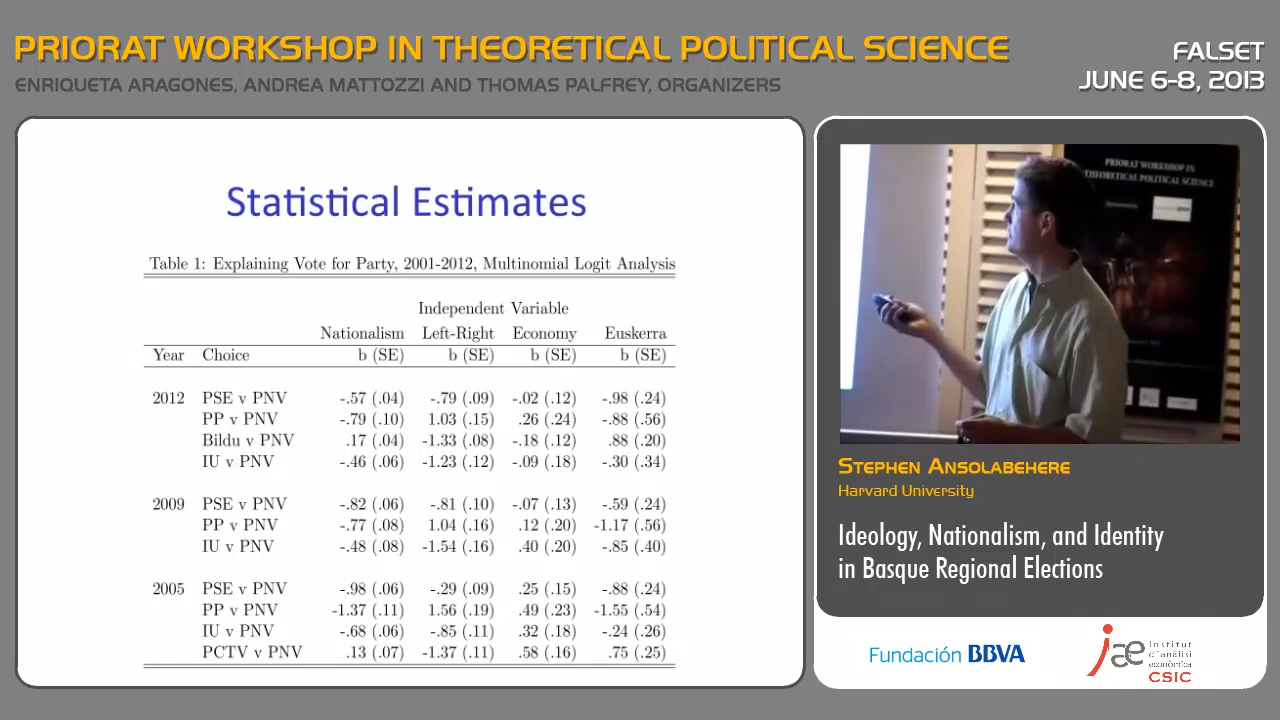 PRIORAT WORKSHOP IN THEORETICAL POLITICAL SCIENCE
ENRIQUETA ARAGONES, ANDREA MATTOZZI AND THOMAS PALFREY, ORGANIZERS
FALSET
JUNE 6-8, 2013
Statistical Estimates
Table 1: Explaining Vote for Party, 2001-2012, Multinomial Logit Analysis
Independent Variable
Nationalism Left-Right Economy Euskerra
Year Choice b (SE) b (SE) b (SE) b (SE)
2012 PSE v PNV -.57 (.04) -.79 (.09) -.02 (.12) -.98 (.24)
PP v PNV -.79 (.10) 1.03 (.15) .26 (.24) -.88 (.56)
Bildu v PNV .17 (.04) -1.33 (.08) -.18 (.12) .88 (.20)
IU v PNV -.46 (.06) -1.23 (.12) -.09 (.18) -.30 (.34)
2009 PSE v PNV -.82 (.06) -.81 (.10) -.07 (.13) -.59 (.24)
PP v PNV -.77 (.08) 1.04 (.16) .12 (.20) -1.17 (.56)
IU v PNV -.48 (.08) -1.54 (.16) .40 (.20) -.85 (.40)
2005 PSE v PNV -.98 (.06) -.29 (.09) .25 (.15) -.88 (.24)
PP v PNV -1.37 (.11) 1.56 (.19) .49 (.23) -1.55 (.54)
IU v PNV -.68 (.06) -.85 (.11) .32 (.18) -.24 (.26)
PCTV v PNV .13 (.07) -1.37 (.11) .58 (.16) .75 (.25)
PRIORAT WORKSHOP IN
THEORETICAL POLITICAL SCIENCE
STEPHEN ANSOLABEHERE
Harvard University
Ideology, Nationalism, and Identity
in Basque Regional Elections
Fundación BBVA
iae
Institut
d'anàlisi
econòmica
CSIC